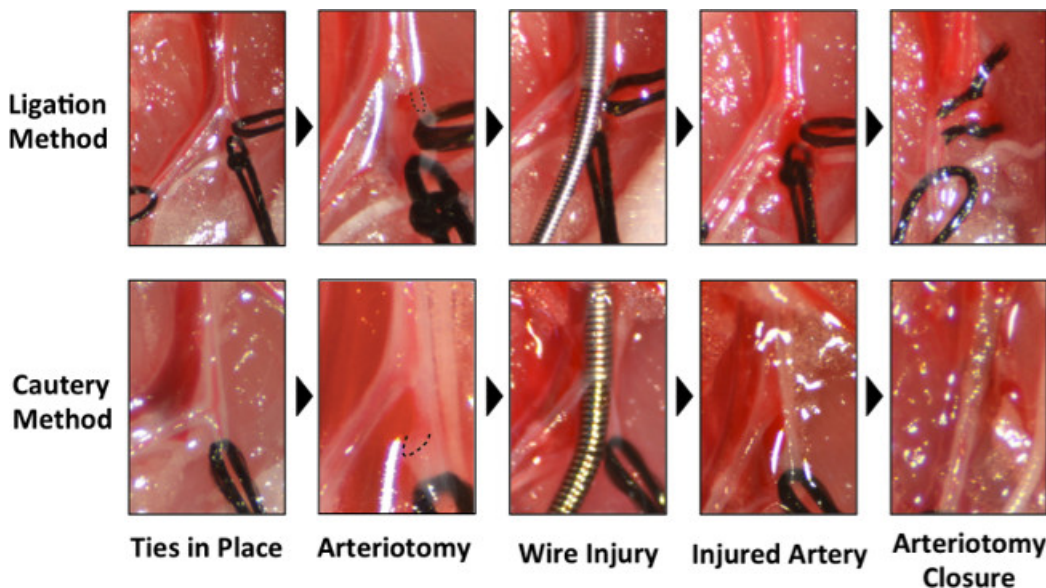 Ligation
Method
Cautery
Method
Ties in Place
Arteriotomy
Wire Injury
Injured Artery
Arteriotomy
Closure